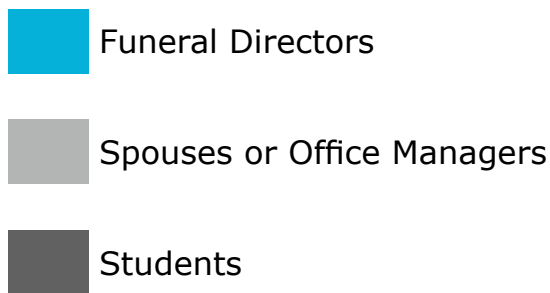 Funeral Directors
Spouses or Office Managers
Students